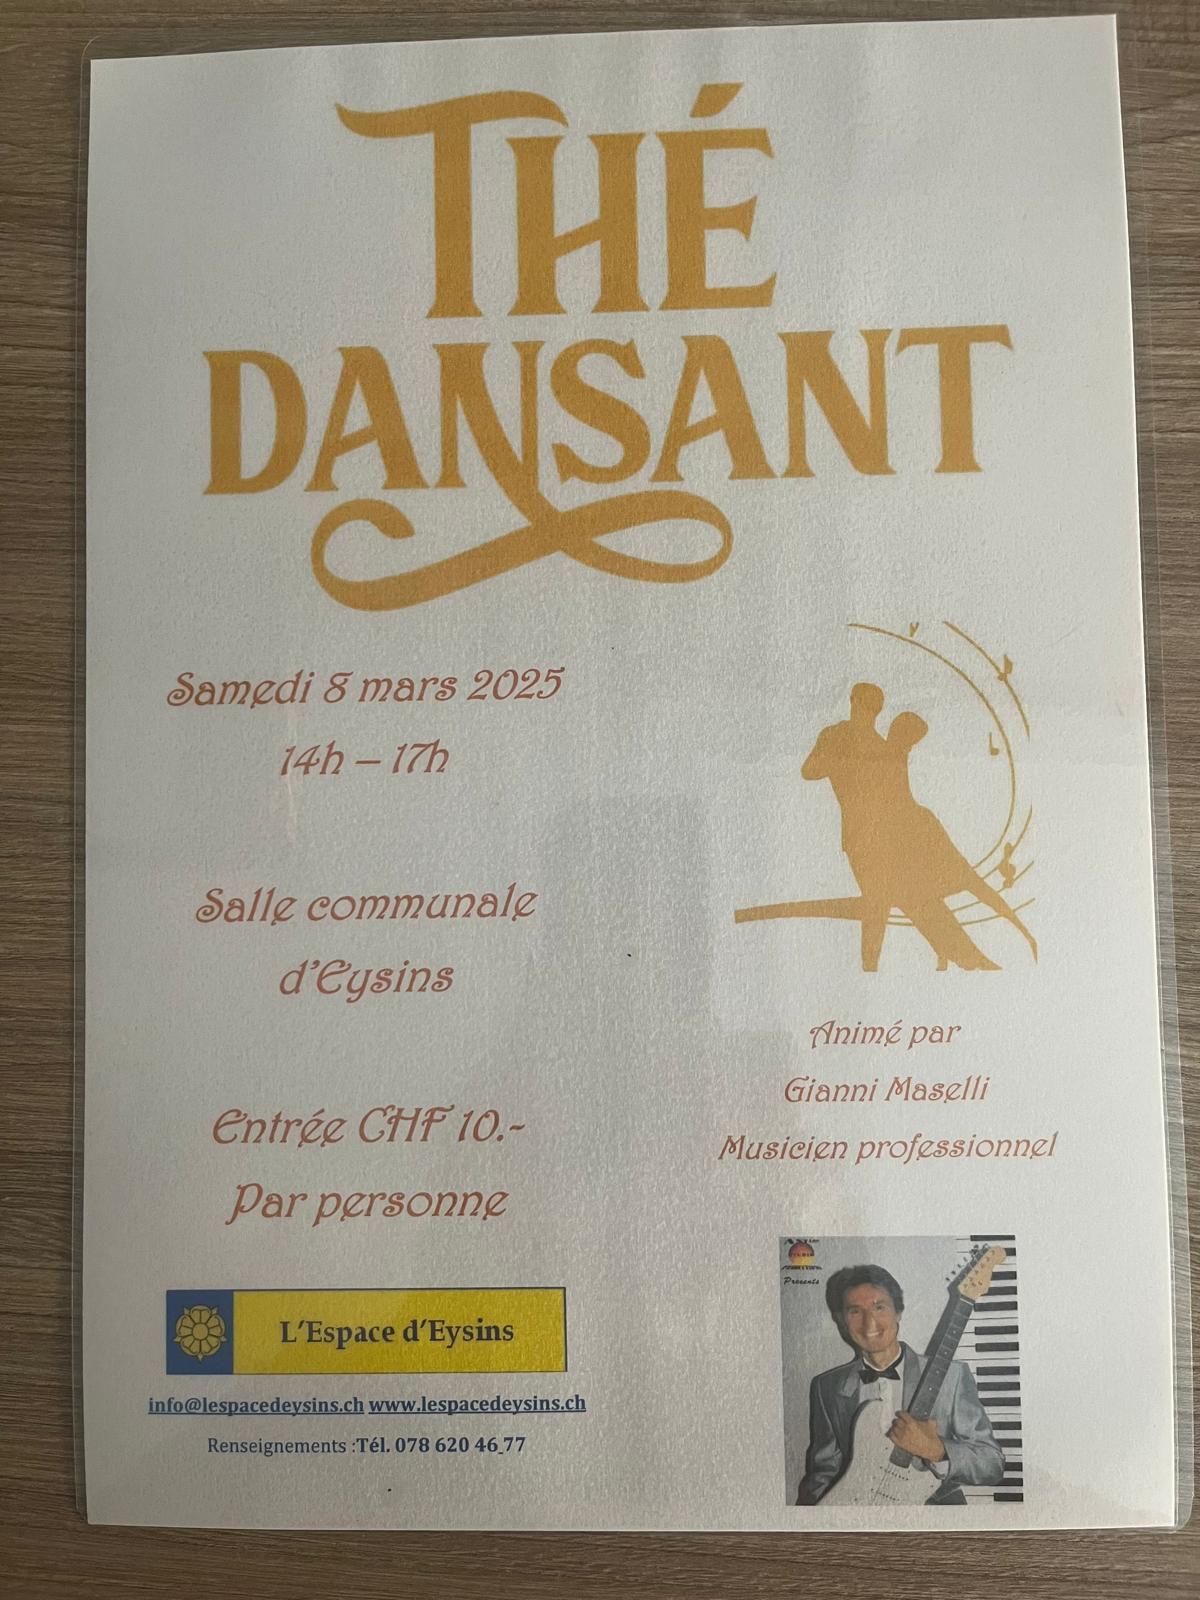 THÉ
DANSANT
Samedi 8 mars 2025
14h – 17h
Salle communale
d'Eysins
Entrée CHF 10.-
Par personne
Animé par
Gianni Maselli
Musicien professionnel
Présents
L'Espace d'Eysins
info@lespacedeysins.ch www.lespacedeysins.ch
Renseignements :Tél. 078 620 46 77